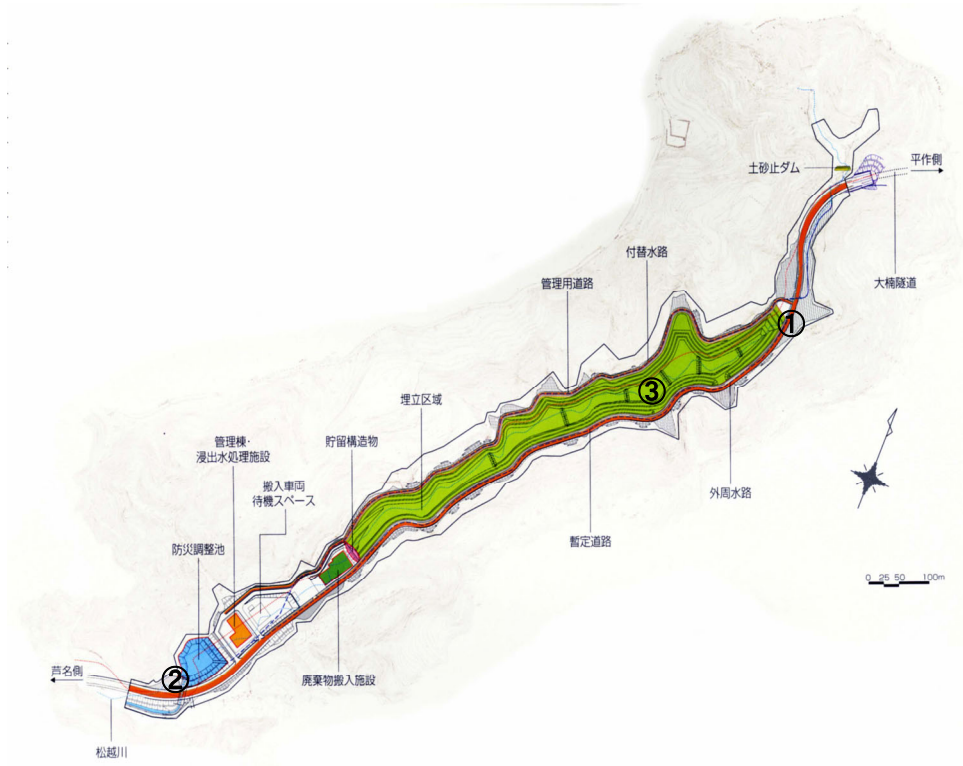 平作側
土砂止ダム
大楠隧道
付替水路
管理用道路
①
③
埋立区域
管理棟・
浸出水処理施設
貯留構造物
搬入車両
待機スペース
外周水路
暫定道路
防災調整池
0 25 50 100m
芦名側
②
廃棄物搬入施設
松越川